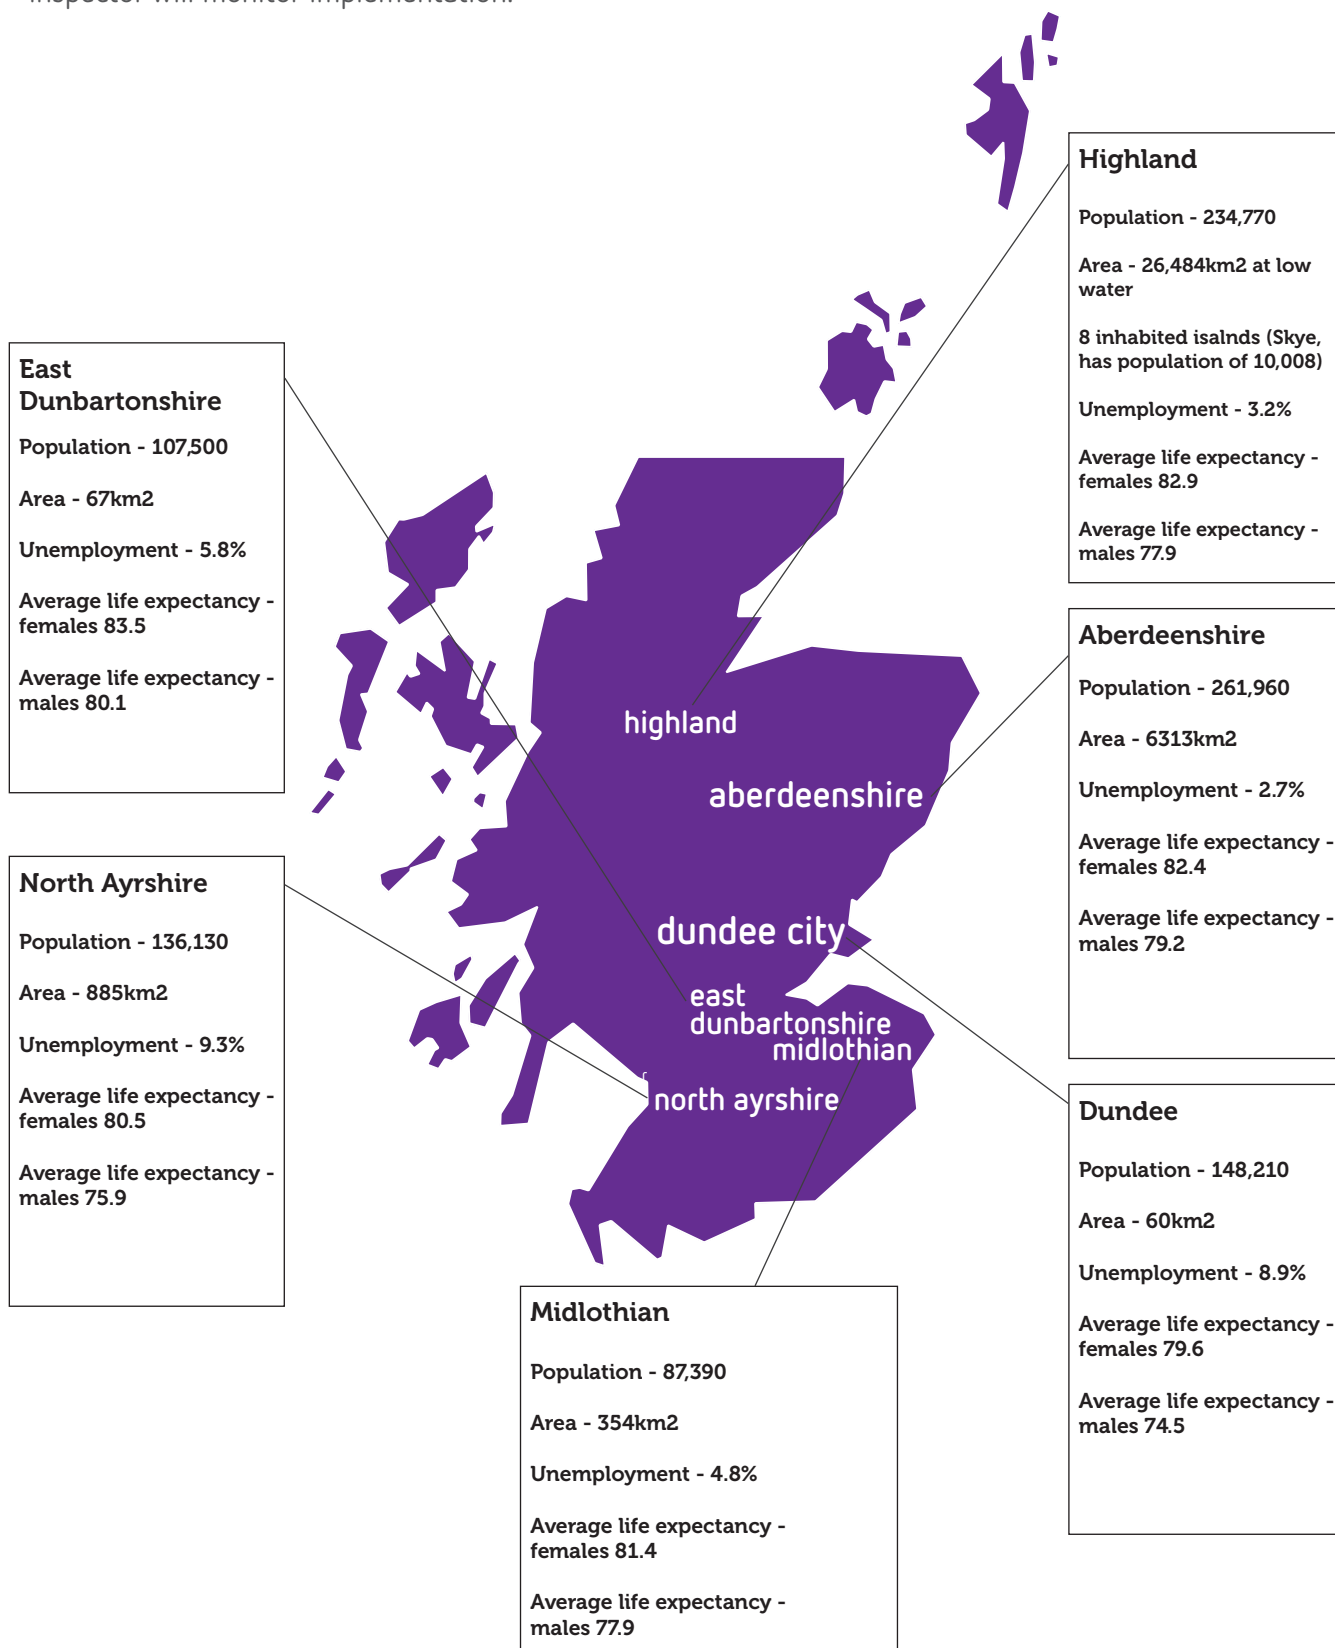 inspector will monitor implementation.
Highland
Population - 234,770
Area - 26,484km2 at low
water
8 inhabited isalnds (Skye,
has population of 10,008)
Unemployment - 3.2%
Average life expectancy -
females 82.9
Average life expectancy -
males 77.9
East
Dunbartonshire
Population - 107,500
Area - 67km2
Unemployment - 5.8%
Average life expectancy -
females 83.5
Average life expectancy -
males 80.1
Aberdeenshire
Population - 261,960
Area - 6313km2
Unemployment - 2.7%
Average life expectancy -
females 82.4
Average life expectancy -
males 79.2
highland
aberdeenshire
dundee city
east
dunbartonshire
midlothian
north ayrshire
North Ayrshire
Population - 136,130
Area - 885km2
Unemployment - 9.3%
Average life expectancy -
females 80.5
Average life expectancy -
males 75.9
Dundee
Population - 148,210
Area - 60km2
Unemployment - 8.9%
Average life expectancy -
females 79.6
Average life expectancy -
males 74.5
Midlothian
Population - 87,390
Area - 354km2
Unemployment - 4.8%
Average life expectancy -
females 81.4
Average life expectancy -
males 77.9